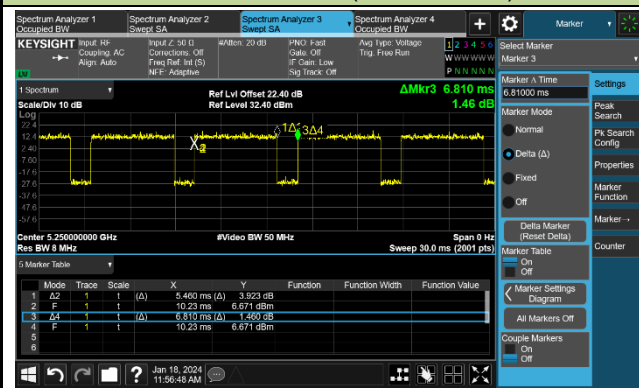 Spectrum Analyzer 1
Occupied BW
Spectrum Analyzer 2
Swept SA
Spectrum Analyzer 3
Swept SA
Spectrum Analyzer 4
Occupied BW
+
Marker
KEYSIGHT
Input: RF
Coupling: AC
Align: Auto
Input Z: 50 Ω
Corrections: Off
Freq Ref: Int (S)
NFE: Adaptive
#Atten: 20 dB
PNO: Fast
Gate: Off
IF Gain: Low
Sig Track: Off
Avg Type: Voltage
Trig: Free Run
1 2 3 4 5 6
W W W W W W
P N N N N N
LXI
Select Marker
Marker 3
1 Spectrum
Scale/Div 10 dB
Ref Lvl Offset 22.40 dB
Ref Level 32.40 dBm
ΔMkr3 6.810 ms
1.46 dB
Log
22.4
12.4
2.40
-7.60
-17.6
-27.6
-37.6
-47.6
-57.6
X2
1Δ2
3Δ4
Center 5.250000000 GHz
Res BW 8 MHz
#Video BW 50 MHz
Span 0 Hz
Sweep 30.0 ms (2001 pts)
5 Marker Table
Mode Trace Scale X Y Function Function Width Function Value
1 Δ2 1 t (Δ) 5.460 ms (Δ) 3.923 dB
2 F 1 t 10.23 ms 6.671 dBm
3 Δ4 1 t (Δ) 6.810 ms (Δ) 1.460 dB
4 F 1 t 10.23 ms 6.671 dBm
5
6
Marker Δ Time
6.81000 ms
Marker Mode
Normal
Delta (Δ)
Fixed
Off
Delta Marker
(Reset Delta)
Marker Table
On
Off
Marker Settings
Diagram
All Markers Off
Couple Markers
On
Off
Settings
Peak
Search
Pk Search
Config
Properties
Marker
Function
Marker→
Counter
?
Jan 18, 2024
11:56:48 AM